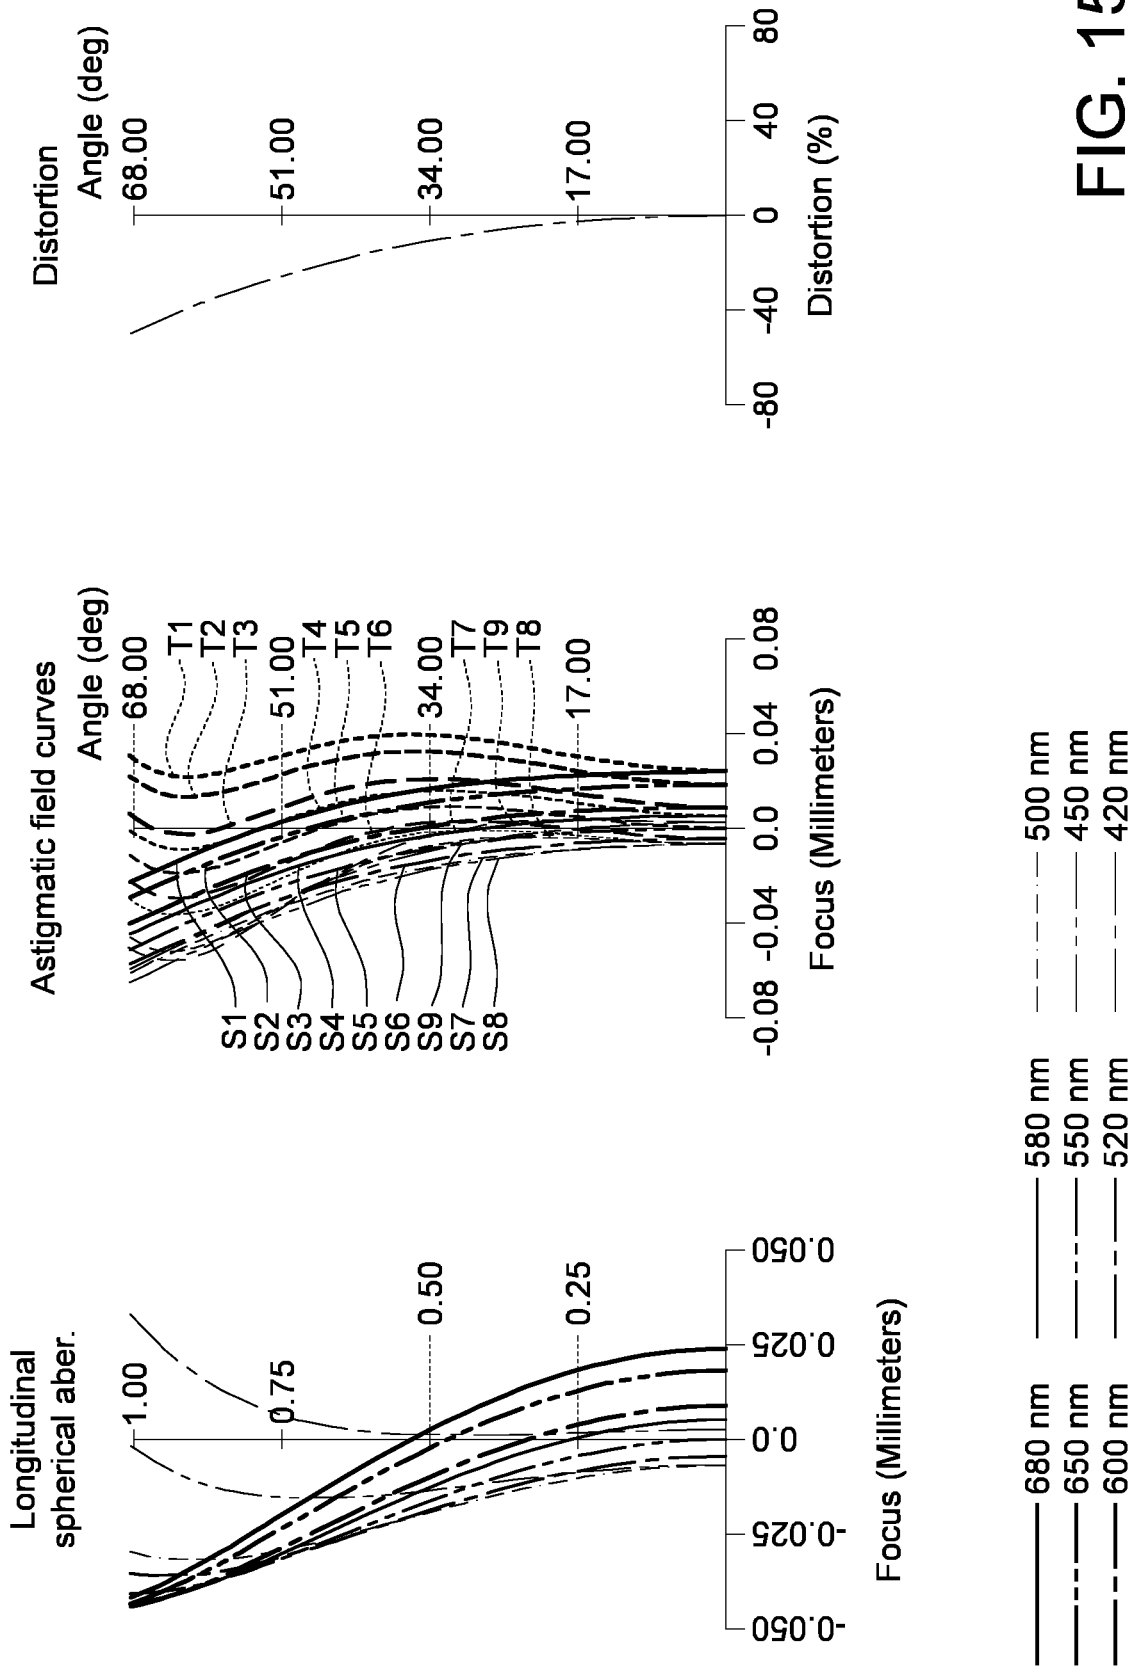 Longitudinal
spherical aber.
1.00
0.75
0.50
0.25
-0.050
-0.025
0.0
0.025
0.050
Focus (Millimeters)
Astigmatic field curves
Angle (deg)
68.00
T1
T2
T3
51.00
T4
T5
T6
34.00
T7
T9
T8
17.00
S1
S2
S3
S4
S5
S6
S9
S7
S8
-0.08
-0.04
0.0
0.04
0.08
Focus (Millimeters)
Distortion
Angle (deg)
68.00
51.00
34.00
17.00
-80
-40
0
40
80
Distortion (%)
680 nm
580 nm
500 nm
650 nm
550 nm
450 nm
600 nm
520 nm
420 nm
FIG. 15